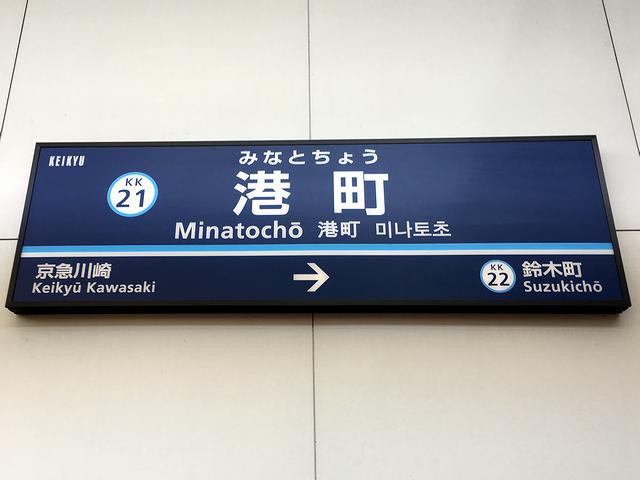 KEIKYU
みなとちょう
KK
21
港町
Minatochō 港町 미나토초
京急川崎
Keikyū Kawasaki
→
KK
22
鈴木町
Suzukichō